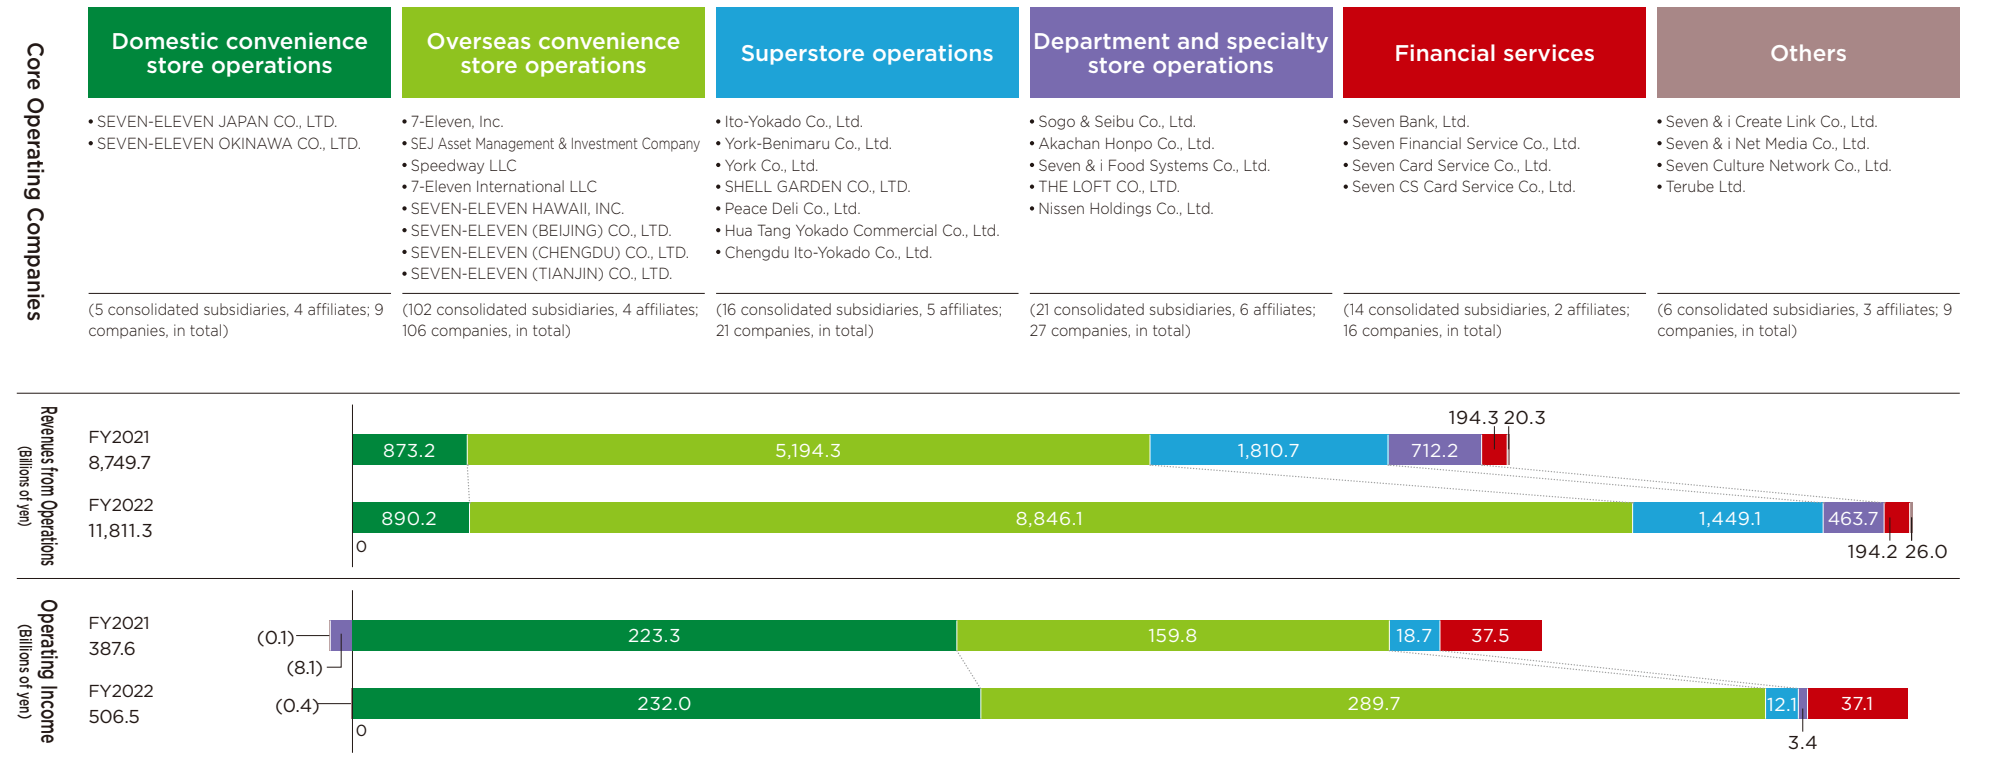 Core Operating Companies
Domestic convenience
store operations
• SEVEN-ELEVEN JAPAN CO., LTD.
• SEVEN-ELEVEN OKINAWA CO., LTD.
(5 consolidated subsidiaries, 4 affiliates; 9
companies, in total)
Overseas convenience
store operations
• 7-Eleven, Inc.
• SEJ Asset Management & Investment Company
• Speedway LLC
• 7-Eleven International LLC
• SEVEN-ELEVEN HAWAII, INC.
• SEVEN-ELEVEN (BEIJING) CO., LTD.
• SEVEN-ELEVEN (CHENGDU) CO., LTD.
• SEVEN-ELEVEN (TIANJIN) CO., LTD.
(102 consolidated subsidiaries, 4 affiliates;
106 companies, in total)
Superstore operations
• Ito-Yokado Co., Ltd.
• York-Benimaru Co., Ltd.
• York Co., Ltd.
• SHELL GARDEN CO., LTD.
• Peace Deli Co., Ltd.
• Hua Tang Yokado Commercial Co., Ltd.
• Chengdu Ito-Yokado Co., Ltd.
(16 consolidated subsidiaries, 5 affiliates;
21 companies, in total)
Department and specialty
store operations
• Sogo & Seibu Co., Ltd.
• Akachan Honpo Co., Ltd.
• Seven & i Food Systems Co., Ltd.
• THE LOFT CO., LTD.
• Nissen Holdings Co., Ltd.
(21 consolidated subsidiaries, 6 affiliates;
27 companies, in total)
Financial services
• Seven Bank, Ltd.
• Seven Financial Service Co., Ltd.
• Seven Card Service Co., Ltd.
• Seven CS Card Service Co., Ltd.
(14 consolidated subsidiaries, 2 affiliates;
16 companies, in total)
Others
• Seven & i Create Link Co., Ltd.
• Seven & i Net Media Co., Ltd.
• Seven Culture Network Co., Ltd.
• Terube Ltd.
(6 consolidated subsidiaries, 3 affiliates; 9
companies, in total)
Revenues from Operations
(Billions of yen)
194.3 20.3
FY2021
8,749.7
873.2 5,194.3 1,810.7 712.2
FY2022
11,811.3
890.2 8,846.1 1,449.1 463.7
0
194.2 26.0
Operating Income
(Billions of yen)
FY2021
387.6
(0.1) 223.3 159.8 18.7 37.5
(8.1)
FY2022
506.5
(0.4) 232.0 289.7 12.1 37.1
0
3.4